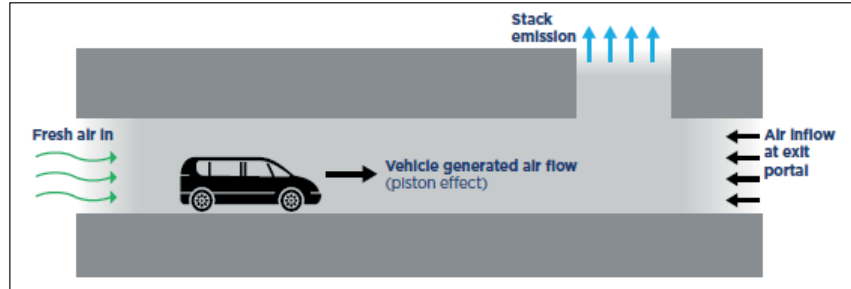 Stack
emission
Fresh air in
Vehicle generated air flow
(piston effect)
Air inflow
at exit
portal